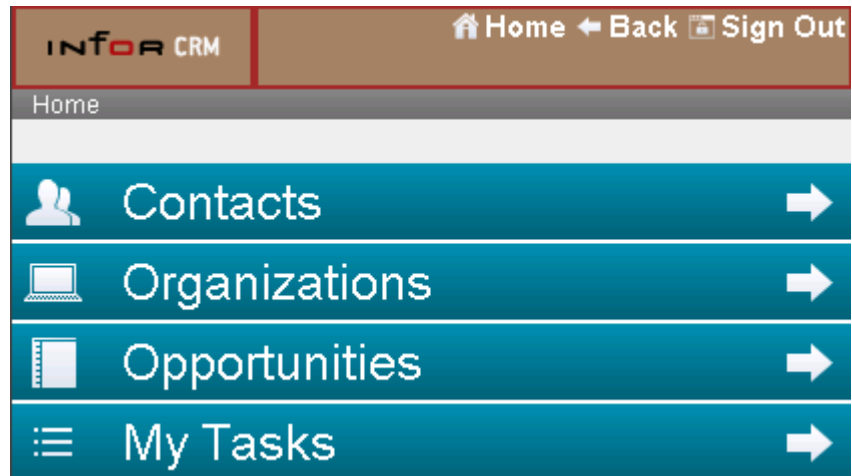 INfOR CRM
Home Back Sign Out
Home
Contacts
Organizations
Opportunities
My Tasks